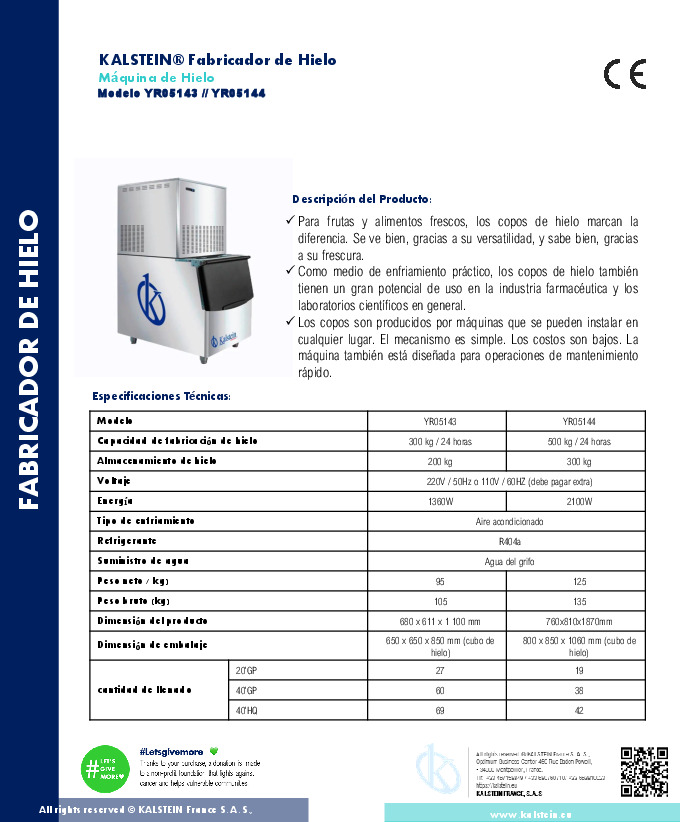 KALSTEIN® Fabricador de Hielo
Máquina de Hielo
Modelo YR05143 // YR05144
CE
FABRICADOR DE HIELO
Kalstein
Descripción del Producto:
✓ Para frutas y alimentos frescos, los copos de hielo marcan la
diferencia. Se ve bien, gracias a su versatilidad, y sabe bien, gracias
a su frescura.
✓ Como medio de enfriamiento práctico, los copos de hielo también
tienen un gran potencial de uso en la industria farmacéutica y los
laboratorios científicos en general.
✓ Los copos son producidos por máquinas que se pueden instalar en
cualquier lugar. El mecanismo es simple. Los costos son bajos. La
máquina también está diseñada para operaciones de mantenimiento
rápido.
Especificaciones Técnicas:
Modelo YR05143 YR05144
Capacidad de fabricación de hielo 300 kg / 24 horas 500 kg / 24 horas
Almacenamiento de hielo 200 kg 300 kg
Voltaje 220V / 50Hz o 110V / 60HZ (debe pagar extra)
Energía 1360W 2100W
Tipo de enfriamiento Aire acondicionado
Refrigerante R404a
Suministro de agua Agua del grifo
Peso neto / kg) 95 125
Peso bruto (kg) 105 135
Dimensión del producto 680 x 611 x 1 100 mm 760x810x1870mm
Dimensión de embalaje 650 x 650 x 850 mm (cubo de hielo) 800 x 850 x 1060 mm (cubo de hielo)
cantidad de llenado 20'GP 27 19
40'GP 60 38
40'HQ 69 42
# LET'S
GIVE
MORE
#Letsgivemore
Thanks to your purchase, a donation is made
to a non-profit foundation that fights against
cancer and helps vulnerable communities
All rights reserved © KALSTEIN France S. A. S.,
https://kalstein.eu
KALSTEIN FRANCE, S. A. S
All rights reserved © KALSTEIN France S. A. S.,
www.kalstein.eu